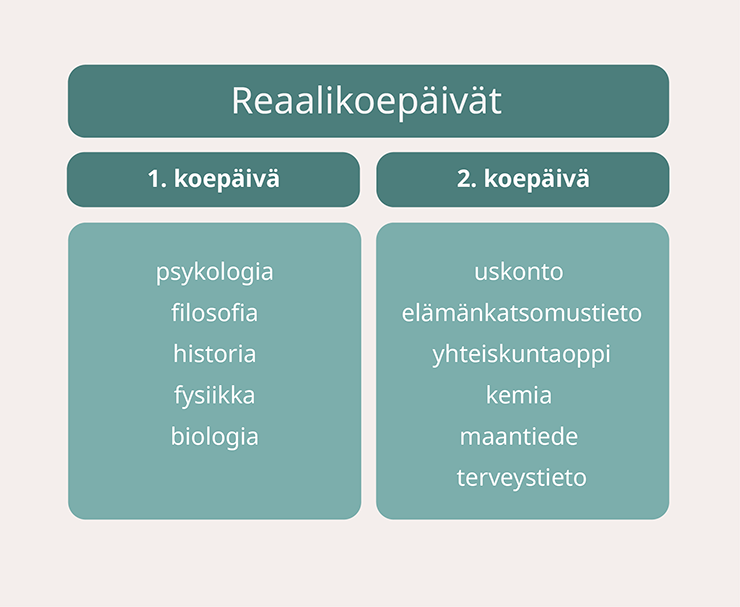 Reaalikoepäivät
1. koepäivä
psykologia
filosofia
historia
fysiikka
biologia
2. koepäivä
uskonto
elämänkatsomustieto
yhteiskuntaoppi
kemia
maantiede
terveystieto